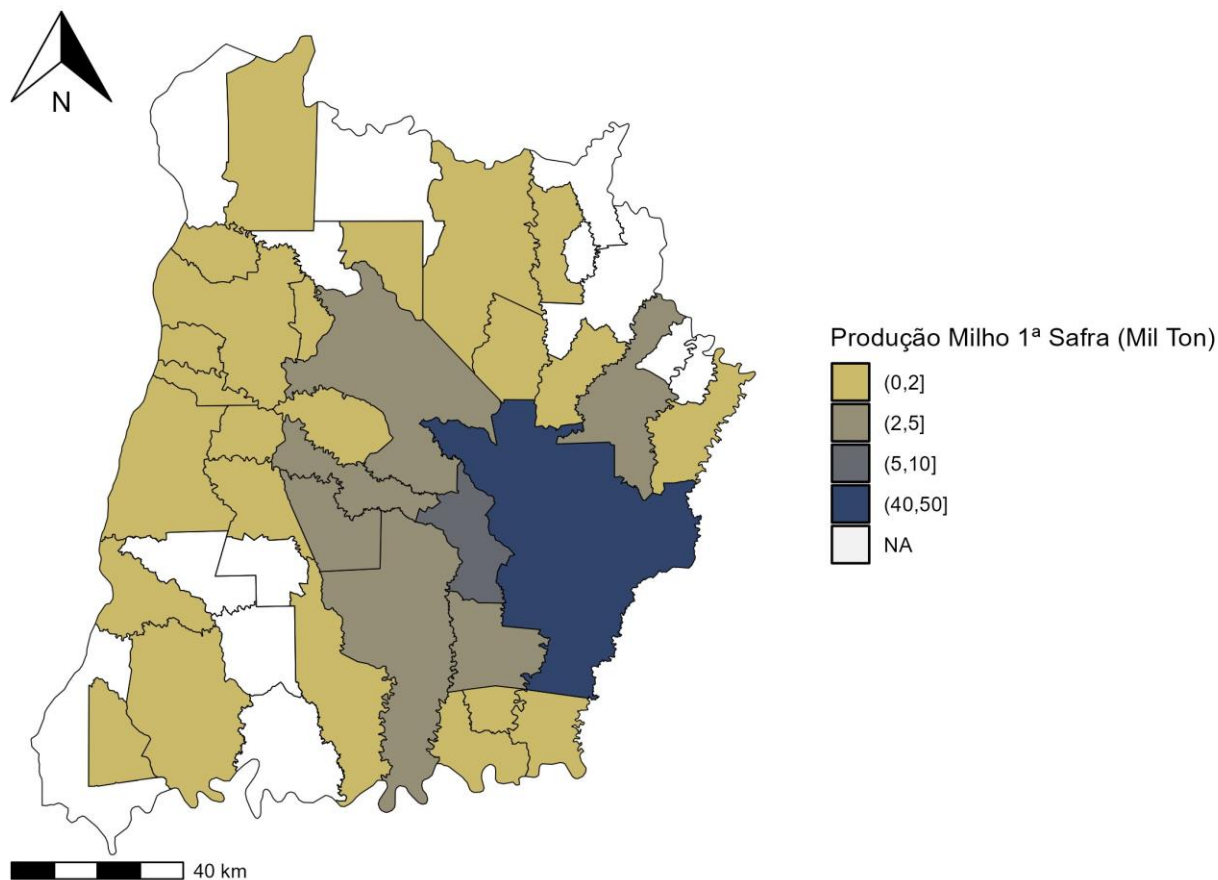 N
Produção Milho 1ª Safra (Mil Ton)
(0,2]
(2,5]
(5,10]
(40,50]
NA
40 km